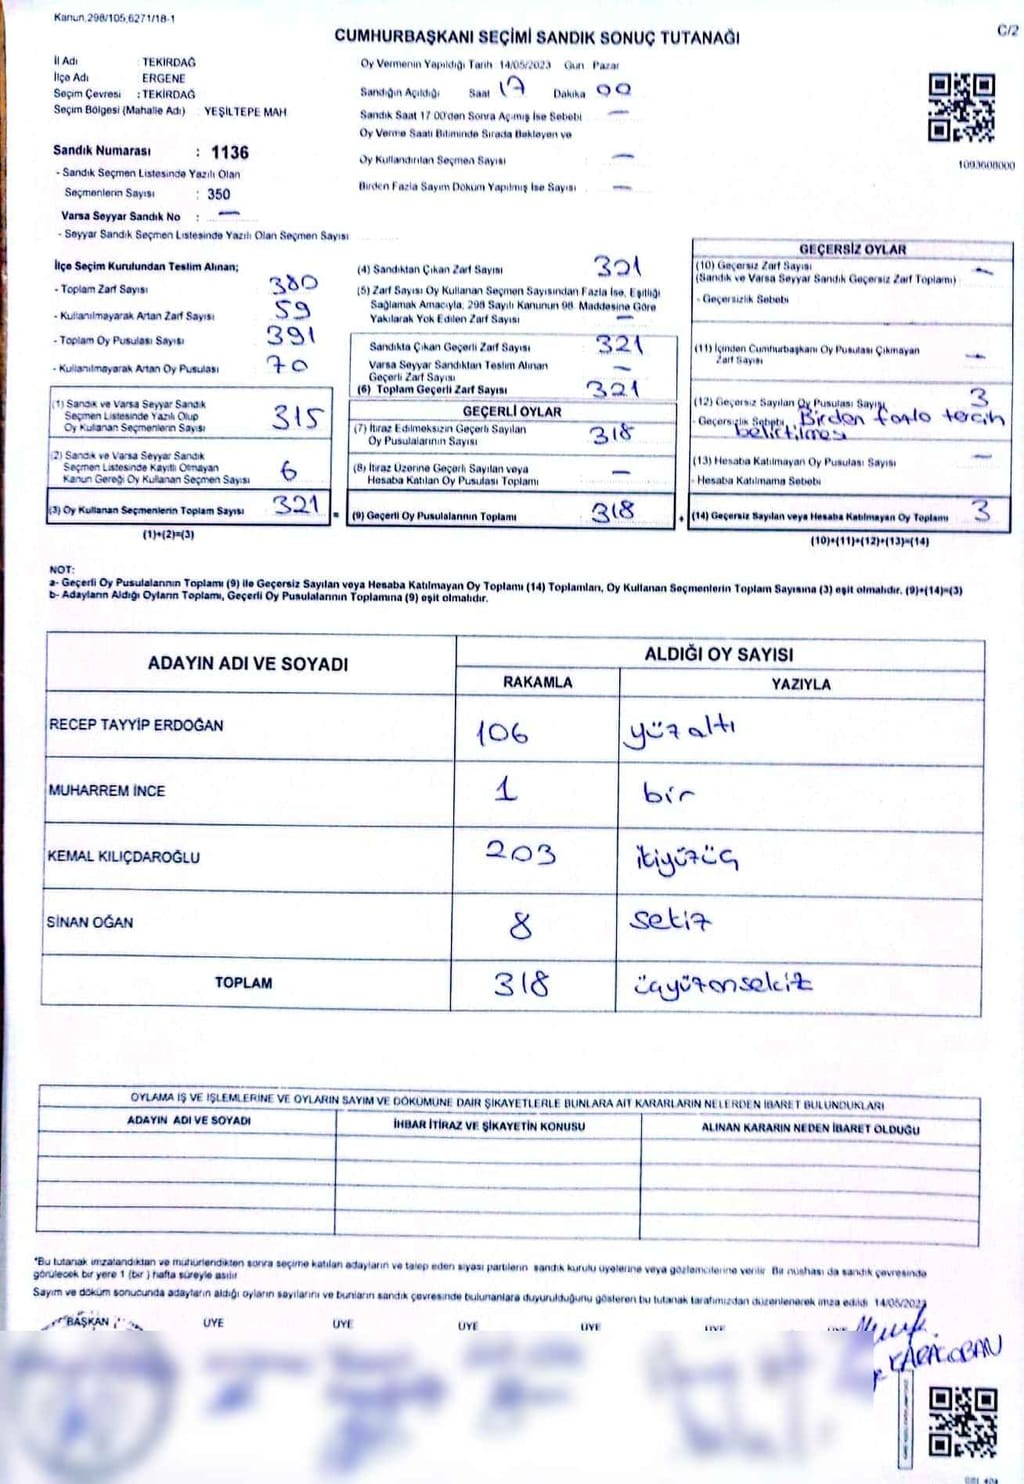 Kanun,298/105,6271/18-1
C/2
CUMHURBAŞKANI SEÇİMİ SANDIK SONUÇ TUTANAĞI
İl Adı : TEKİRDAĞ
İlçe Adı : ERGENE
Seçim Çevresi : TEKİRDAĞ
Seçim Bölgesi (Mahalle Adı) YEŞİLTEPE MAH
Sandık Numarası : 1136
- Sandık Seçmen Listesinde Yazılı Olan
Seçmenlerin Sayısı : 350
Varsa Seyyar Sandık No : —
- Seyyar Sandık Seçmen Listesinde Yazılı Olan Seçmen Sayısı
Oy Vermenin Yapıldığı Tarih 14/05/2023 Gün Pazar
Sandığın Açıldığı Saat 17 Dakika 00
Sandık Saat 17 00'den Sonra Açımış İse Sebebi —
Oy Verme Saati Bitiminde Sırada Bekleyen ve
Oy Kullandırılan Seçmen Sayısı —
Birden Fazla Sayım Döküm Yapılmış İse Sayısı —
1093608000
İlçe Seçim Kurulundan Teslim Alınan;
- Toplam Zarf Sayısı 380
- Kullanılmayarak Artan Zarf Sayısı 59
- Toplam Oy Pusulası Sayısı 391
- Kullanılmayarak Artan Oy Pusulası 70
(1) Sandık ve Varsa Seyyar Sandık
Seçmen Listesinde Yazılı Olup
Oy Kullanan Seçmenlerin Sayısı 315
(2) Sandık ve Varsa Seyyar Sandık
Seçmen Listesinde Kayıtlı Olmayan
Kanun Gereği Oy Kullanan Seçmen Sayısı 6
(3) Oy Kullanan Seçmenlerin Toplam Sayısı 321 =
(1)+(2)=(3)
(4) Sandıktan Çıkan Zarf Sayısı 321
(5) Zarf Sayısı Oy Kullanan Seçmen Sayısından Fazla İse, Eşitliği
Sağlamak Amacıyla, 298 Sayılı Kanunun 98. Maddesine Göre
Yakılarak Yok Edilen Zarf Sayısı —
Sandıkta Çıkan Geçerli Zarf Sayısı 321
Varsa Seyyar Sandıktan Teslim Alınan
Geçerli Zarf Sayısı —
(6) Toplam Geçerli Zarf Sayısı 321
GEÇERLİ OYLAR
(7) İtiraz Edilmeksizin Geçerli Sayılan
Oy Pusulalarının Sayısı 318
(8) İtiraz Üzerine Geçerli Sayılan veya
Hesaba Katılan Oy Pusulası Toplamı —
(9) Geçerli Oy Pusulalarının Toplamı 318 +
GEÇERSİZ OYLAR
(10) Geçersiz Zarf Sayısı —
(Sandık ve Varsa Seyyar Sandık Geçersiz Zarf Toplamı)
- Geçersizlik Sebebi
(11) İçinden Cumhurbaşkanı Oy Pusulası Çıkmayan
Zarf Sayısı —
(12) Geçersiz Sayılan Oy Pusulası Sayısı 3
- Geçersizlik Sebebi Birden fazla tercih
belirtilmesi
(13) Hesaba Katılmayan Oy Pusulası Sayısı —
- Hesaba Katılmama Sebebi
(14) Geçersiz Sayılan veya Hesaba Katılmayan Oy Toplamı 3
(10)+(11)+(12)+(13)=(14)
NOT:
a- Geçerli Oy Pusulalarının Toplamı (9) ile Geçersiz Sayılan veya Hesaba Katılmayan Oy Toplamı (14) Toplamları, Oy Kullanan Seçmenlerin Toplam Sayısına (3) eşit olmalıdır. (9)+(14)=(3)
b- Adayların Aldığı Oyların Toplamı, Geçerli Oy Pusulalarının Toplamına (9) eşit olmalıdır.
ADAYIN ADI VE SOYADI
ALDIĞI OY SAYISI
RAKAMLA YAZIYLA
RECEP TAYYİP ERDOĞAN 106 yüzaltı
MUHARREM İNCE 1 bir
KEMAL KILIÇDAROĞLU 203 ikiyüzüç
SİNAN OĞAN 8 sekiz
TOPLAM 318 üçyüzonsekiz
OYLAMA İŞ VE İŞLEMLERİNE VE OYLARIN SAYIM VE DÖKÜMÜNE DAİR ŞİKAYETLERLE BUNLARA AİT KARARLARIN NELERDEN İBARET BULUNDUKLARI
ADAYIN ADI VE SOYADI İHBAR İTİRAZ VE ŞİKAYETİN KONUSU ALINAN KARARIN NEDEN İBARET OLDUĞU
*Bu tutanak imzalandıktan ve mühürlendikten sonra seçime katılan adayların ve talep eden siyasi partilerin sandık kurulu üyelerine veya gözlemcilerine verilir. Bir nüshası da sandık çevresinde
görülecek bir yere 1 (bir ) hafta süreyle asılır
Sayım ve döküm sonucunda adayların aldığı oyların sayılarını ve bunların sandık çevresinde bulunanlara duyurulduğunu gösteren bu tutanak tarafımızdan düzenlenerek imza edildi 14/05/2023
BAŞKAN ÜYE ÜYE ÜYE ÜYE
KARAÇOBAN